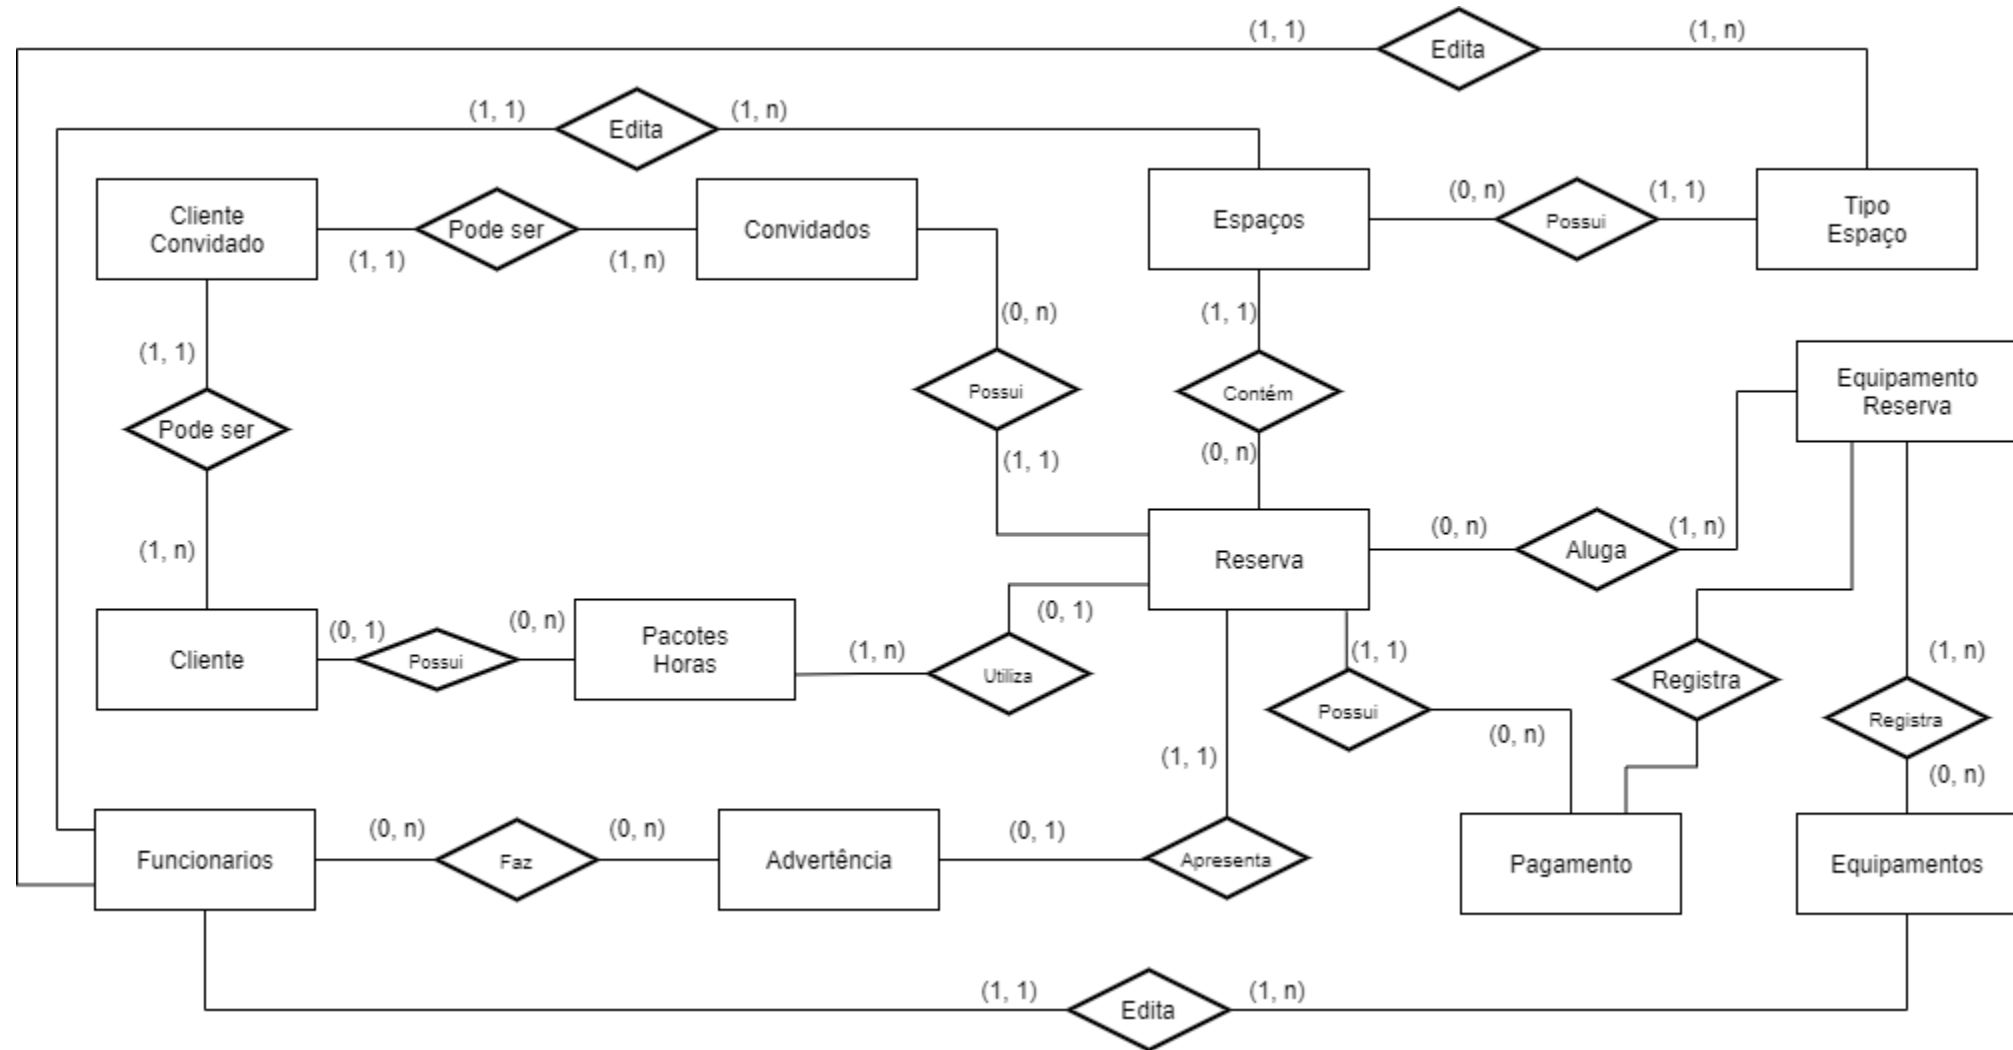 (1, 1)
Edita
(1, n)
(1, 1)
Edita
(1, n)
Cliente
Convidado
(1, 1)
Pode ser
(1, n)
Convidados
Espaços
(0, n)
Possui
(1, 1)
Tipo
Espaço
(1, 1)
Pode ser
(1, n)
(0, n)
Possui
(1, 1)
(1, 1)
Contém
(0, n)
Equipamento
Reserva
Reserva
(0, n)
Aluga
(1, n)
Cliente
(0, 1)
Possui
(0, n)
Pacotes
Horas
(1, n)
Utiliza
(0, 1)
(1, 1)
Possui
(0, n)
Registra
(1, n)
Registra
(0, n)
Funcionarios
(0, n)
Faz
(0, n)
Advertência
(0, 1)
Apresenta
(1, 1)
Pagamento
Equipamentos
(1, 1)
Edita
(1, n)